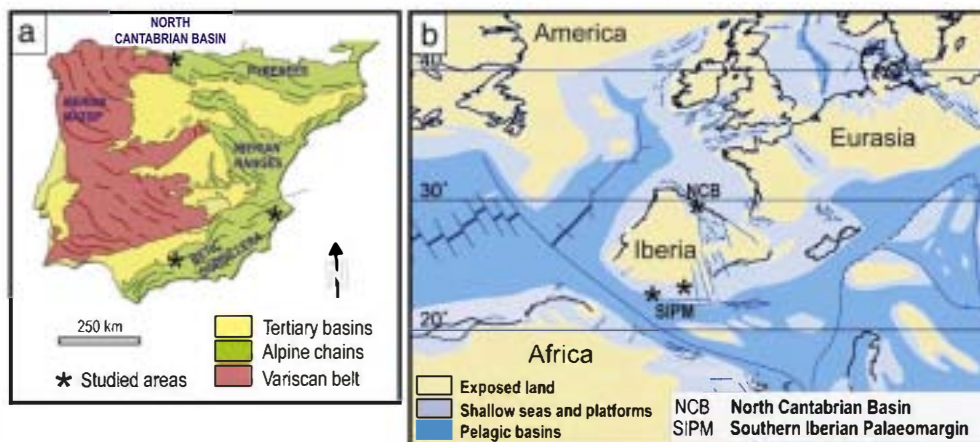 a
NORTH
CANTABRIAN BASIN
PYRENEES
IBERIAN
RANGES
BETIC
250 km
Studied areas
Tertiary basins
Alpine chains
Variscan belt
b
America
40°
Eurasia
30°
NCB
Iberia
SIPM
20°
Africa
Exposed land
Shallow seas and platforms
Pelagic basins
NCB North Cantabrian Basin
SIPM Southern Iberian Palaeomargin